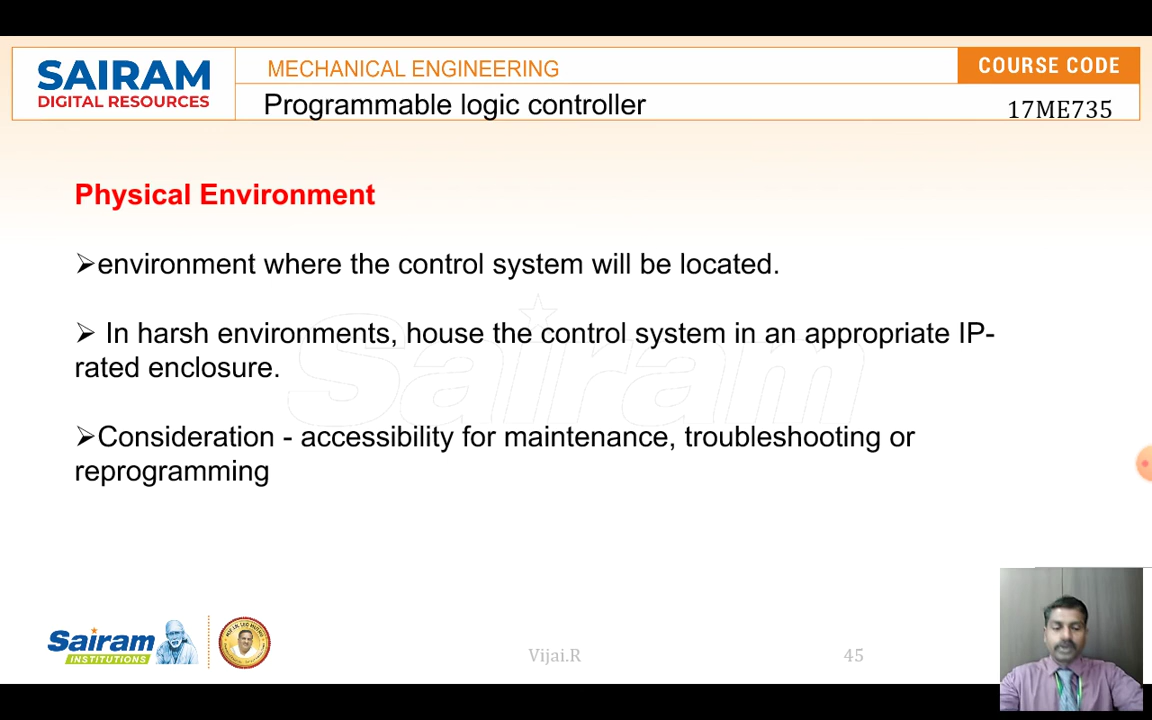 SAIRAM
DIGITAL RESOURCES
MECHANICAL ENGINEERING
COURSE CODE
Programmable logic controller
17ME735
Physical Environment
➢environment where the control system will be located.
➢ In harsh environments, house the control system in an appropriate IP-
rated enclosure.
➢Consideration - accessibility for maintenance, troubleshooting or
reprogramming
Sairam
Sairam
INSTITUTIONS
Vijai.R
45